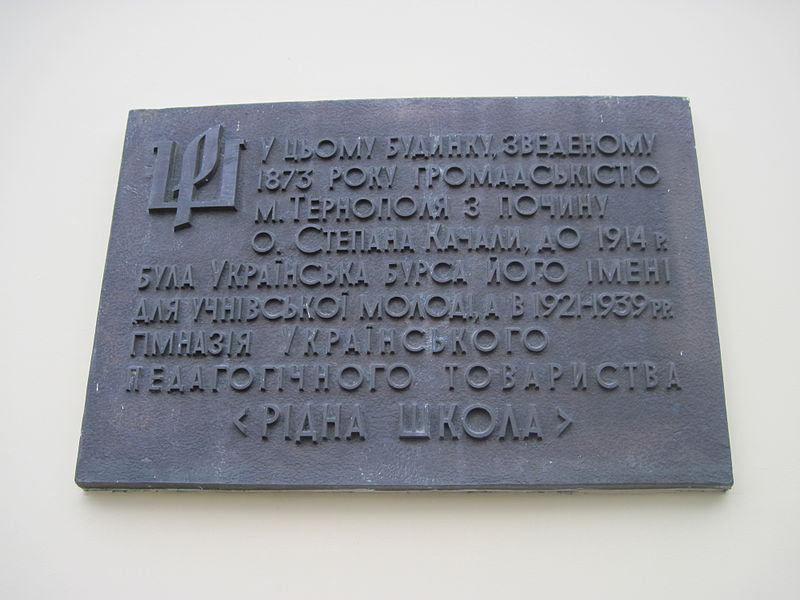 У ЦЬОМУ БУДИНКУ, ЗВЕДЕНОМУ
1873 РОКУ ГРОМАДСЬКІСТЮ
М. ТЕРНОПОЛЯ З ПОЧИНУ
О. СТЕПАНА КАЧАЛИ, ДО 1914 Р.
БУЛА УКРАЇНСЬКА БУРСА ЙОГО ІМЕНІ
ДЛЯ УЧНІВСЬКОЇ МОЛОДІ, А В 1921-1939 РР.
ГІМНАЗІЯ УКРАЇНСЬКОГО
ПЕДАГОГІЧНОГО ТОВАРИСТВА
<РІДНА ШКОЛА>